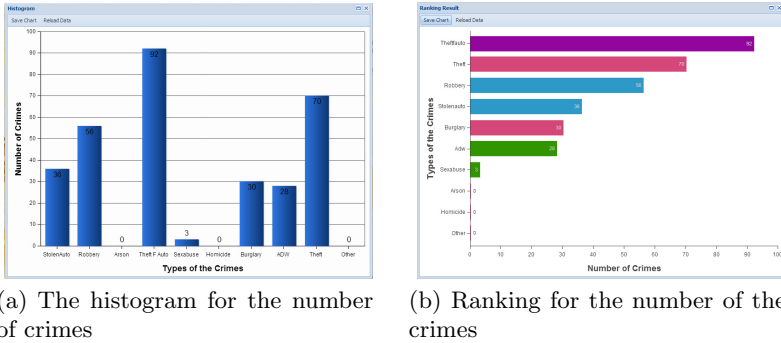 Histogram
Save Chart Reload Data
100
90
80
70
60
50
40
30
20
10
0
Number of Crimes
36
56
0
92
3
0
30
28
70
0
StolenAuto Robbery Arson Theft F Auto Sexabuse Homicide Burglary ADW Theft Other
Types of the Crimes
(a) The histogram for the number
of crimes
Ranking Result
Save Chart Reload Data
Types of the Crimes
Theftfauto 92
Theft 70
Robbery 56
Stolenauto 36
Burglary 30
Adw 28
Sexabuse 3
Arson 0
Homicide 0
Other 0
0 10 20 30 40 50 60 70 80 90 100
Number of Crimes
(b) Ranking for the number of the
crimes